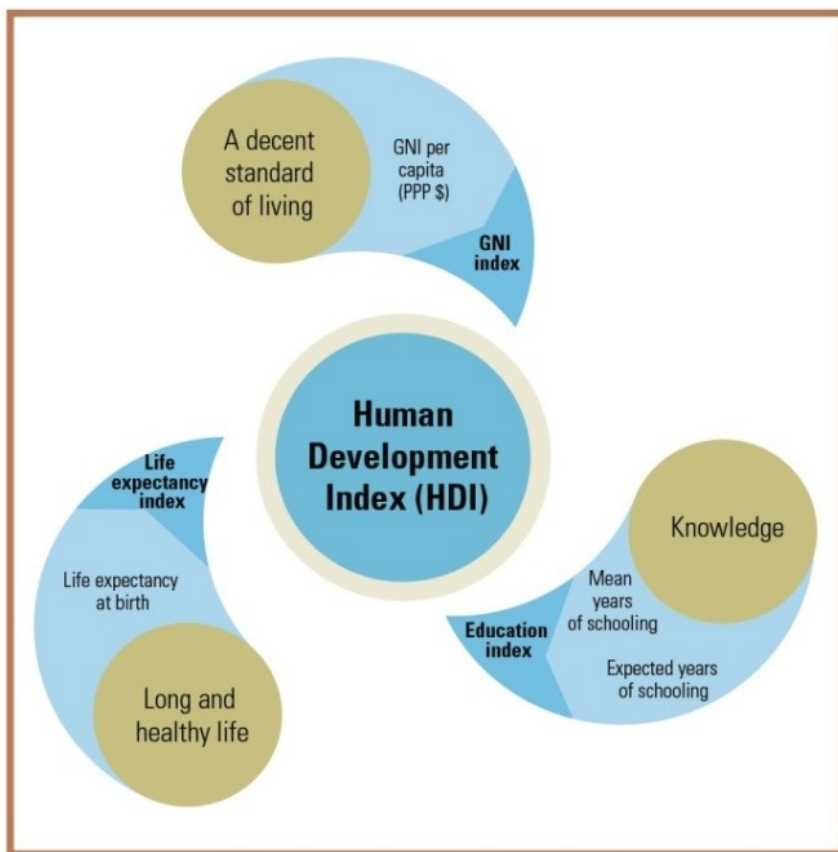 A decent
standard
of living
GNI per
capita
(PPP $)
GNI
index
Human
Development
Index (HDI)
Life
expectancy
index
Life expectancy
at birth
Long and
healthy life
Knowledge
Mean
years
of schooling
Expected years
of schooling
Education
index